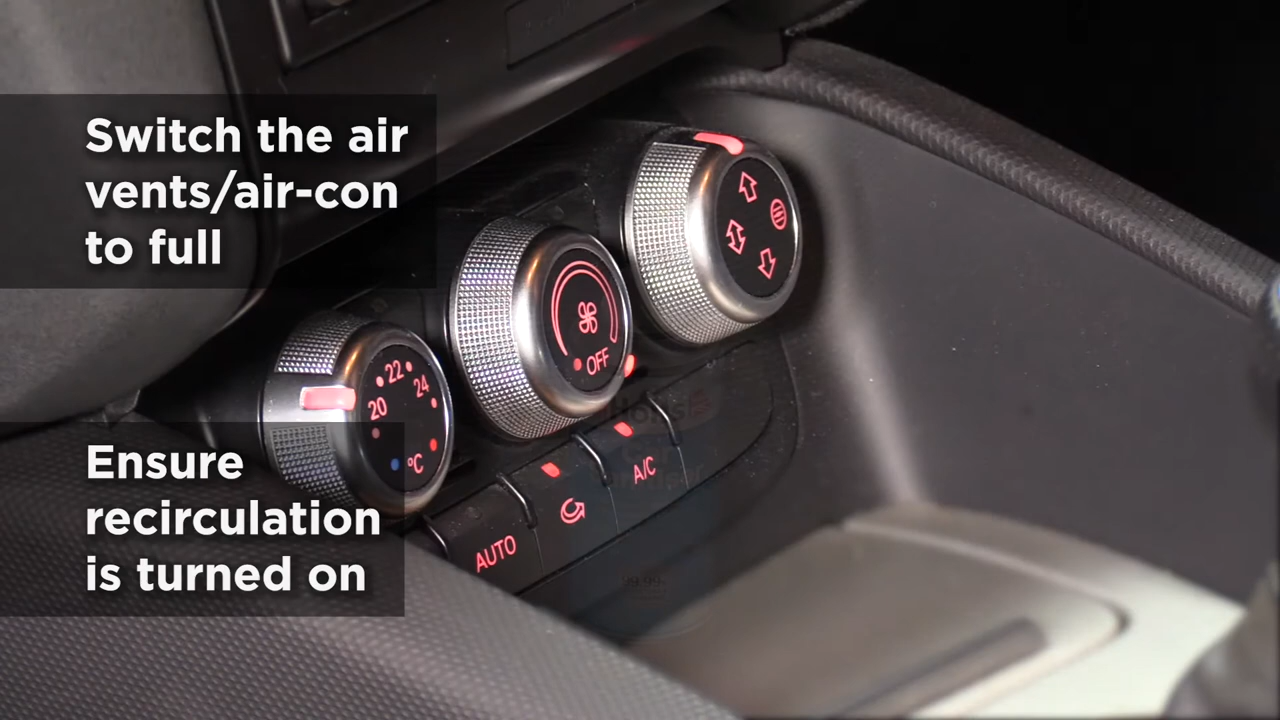 Switch the air
vents/air-con
to full
OFF
22
24
20
°C
Ensure
recirculation
is turned on
A/C
AUTO